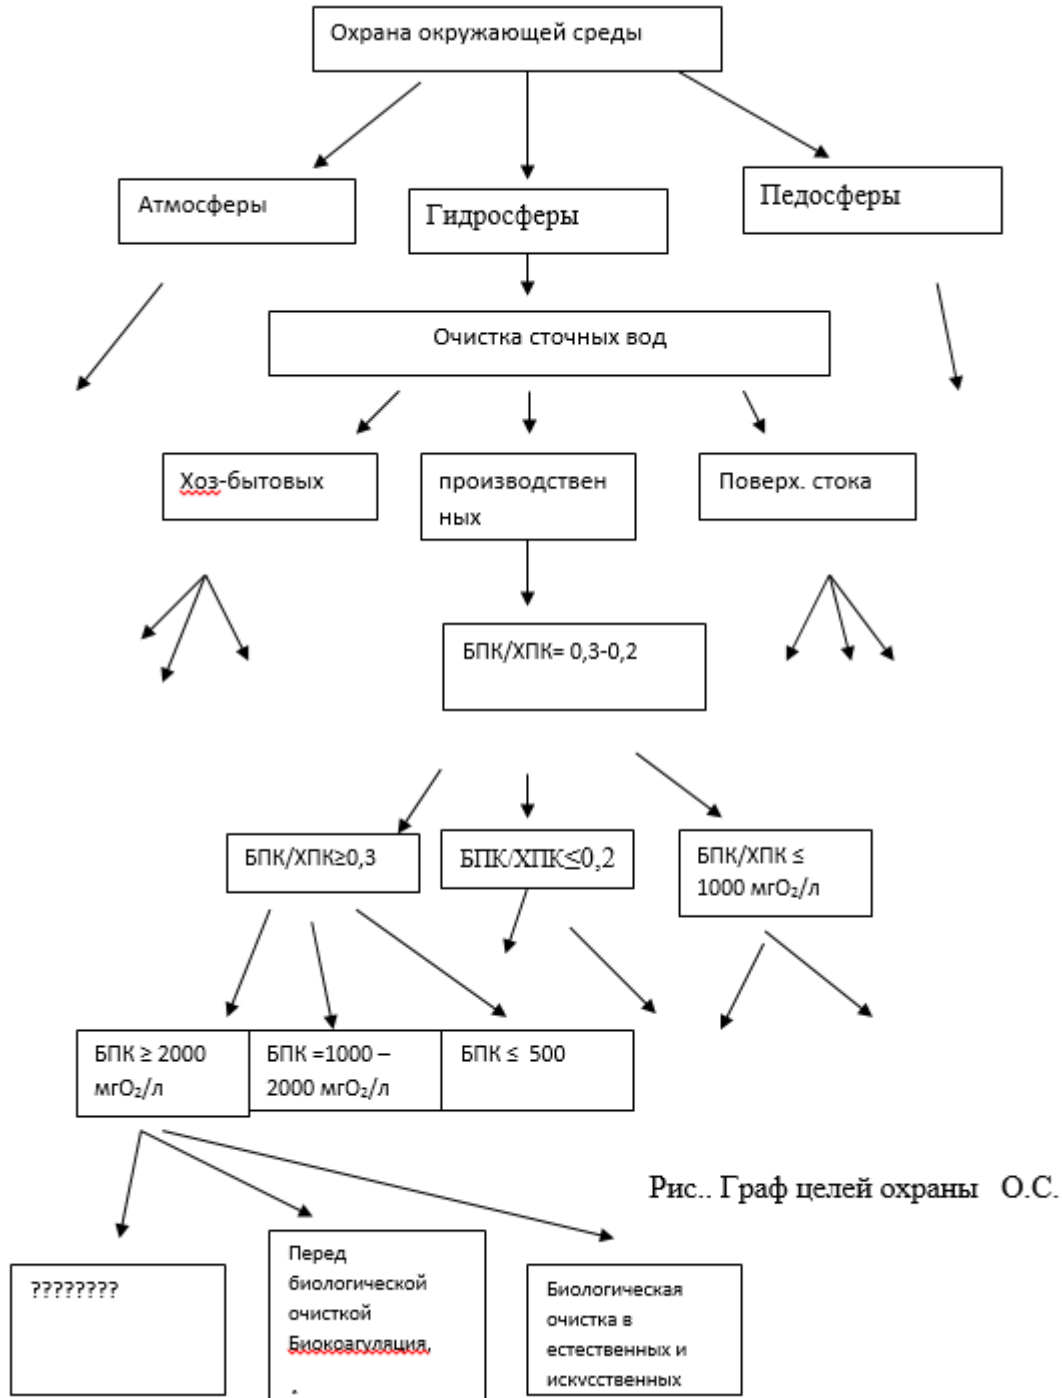 Охрана окружающей среды
Атмосферы
Гидросферы
Педосферы
Очистка сточных вод
Хоз-бытовых
производствен
ных
Поверх. стока
БПК/ХПК= 0,3-0,2
БПК/ХПК≥0,3
БПК/ХПК≤0,2
БПК/ХПК ≤
1000 мгО₂/л
БПК ≥ 2000
мгО₂/л
БПК =1000 –
2000 мгО₂/л
БПК ≤ 500
Рис.. Граф целей охраны О.С.
????????
Перед
биологической
очисткой
Биокоагуляция,
Биологическая
очистка в
естественных и
искусственных